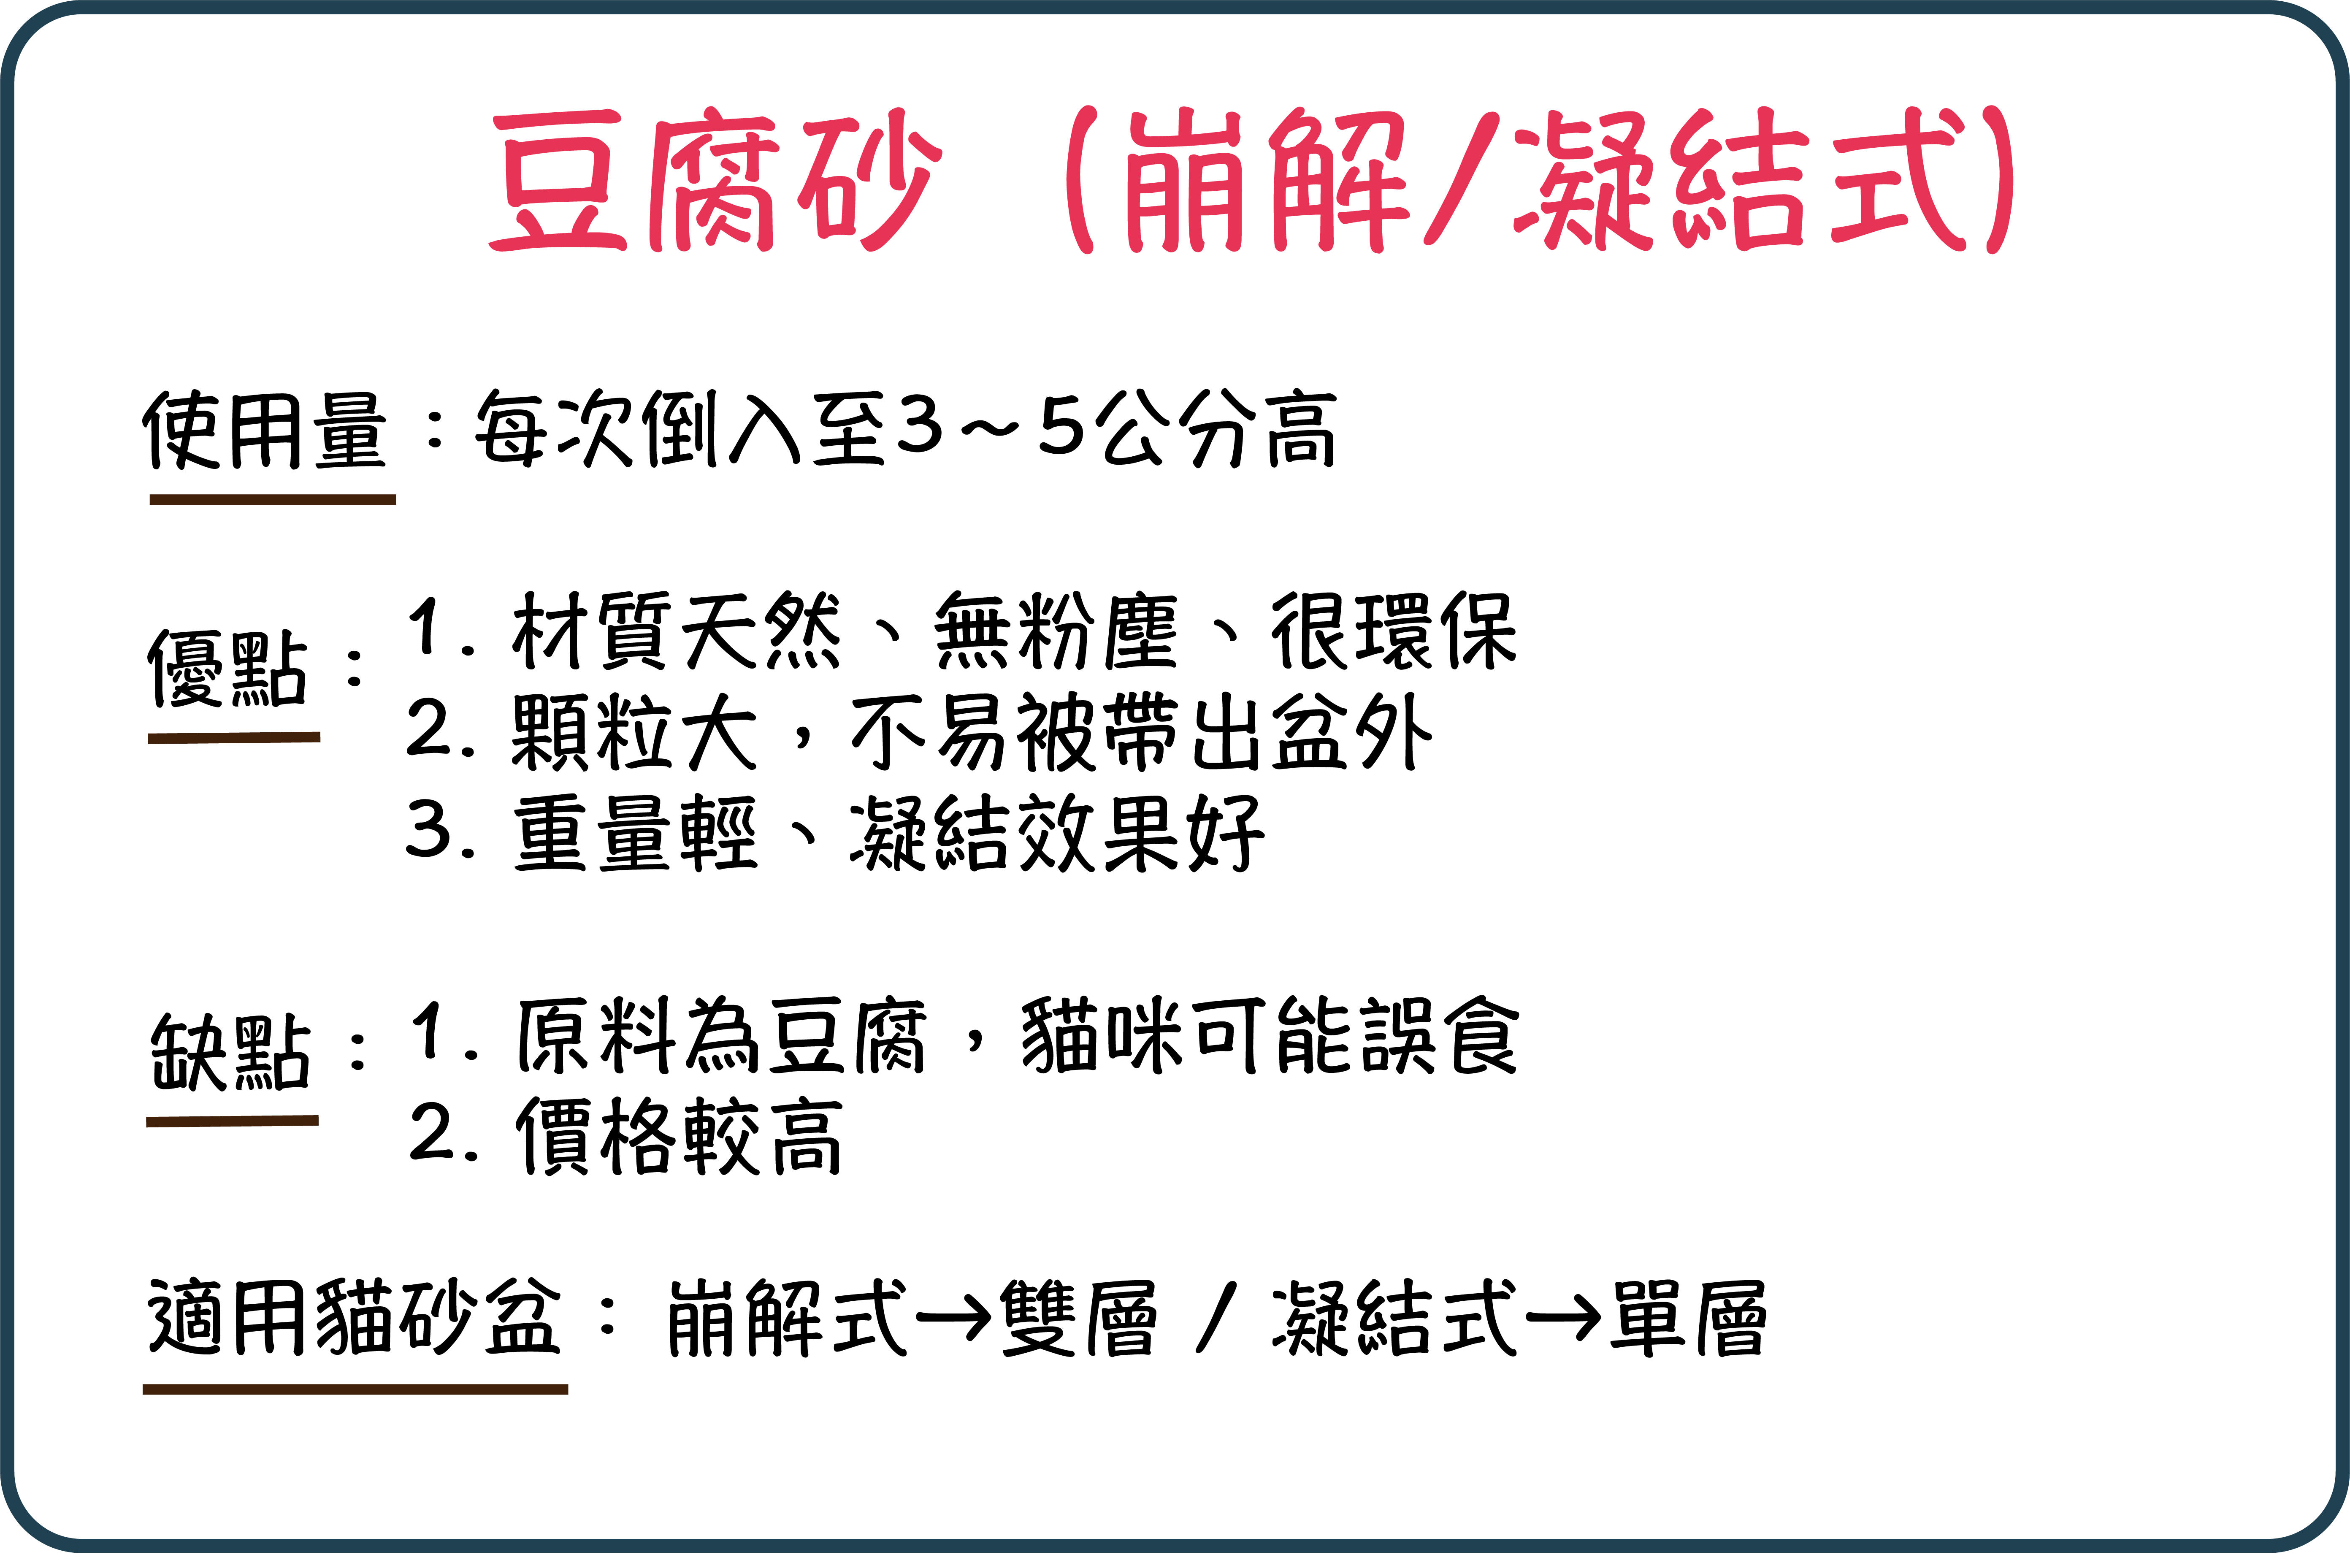 豆腐砂 (崩解/凝結式)
使用量：每次倒入至3~5公分高
優點：1. 材質天然、無粉塵、很環保
2. 顆粒大，不易被帶出盆外
3. 重量輕、凝結效果好
缺點：1. 原料為豆腐， 貓咪可能誤食
2. 價格較高
適用貓砂盆：崩解式→雙層 / 凝結式→單層